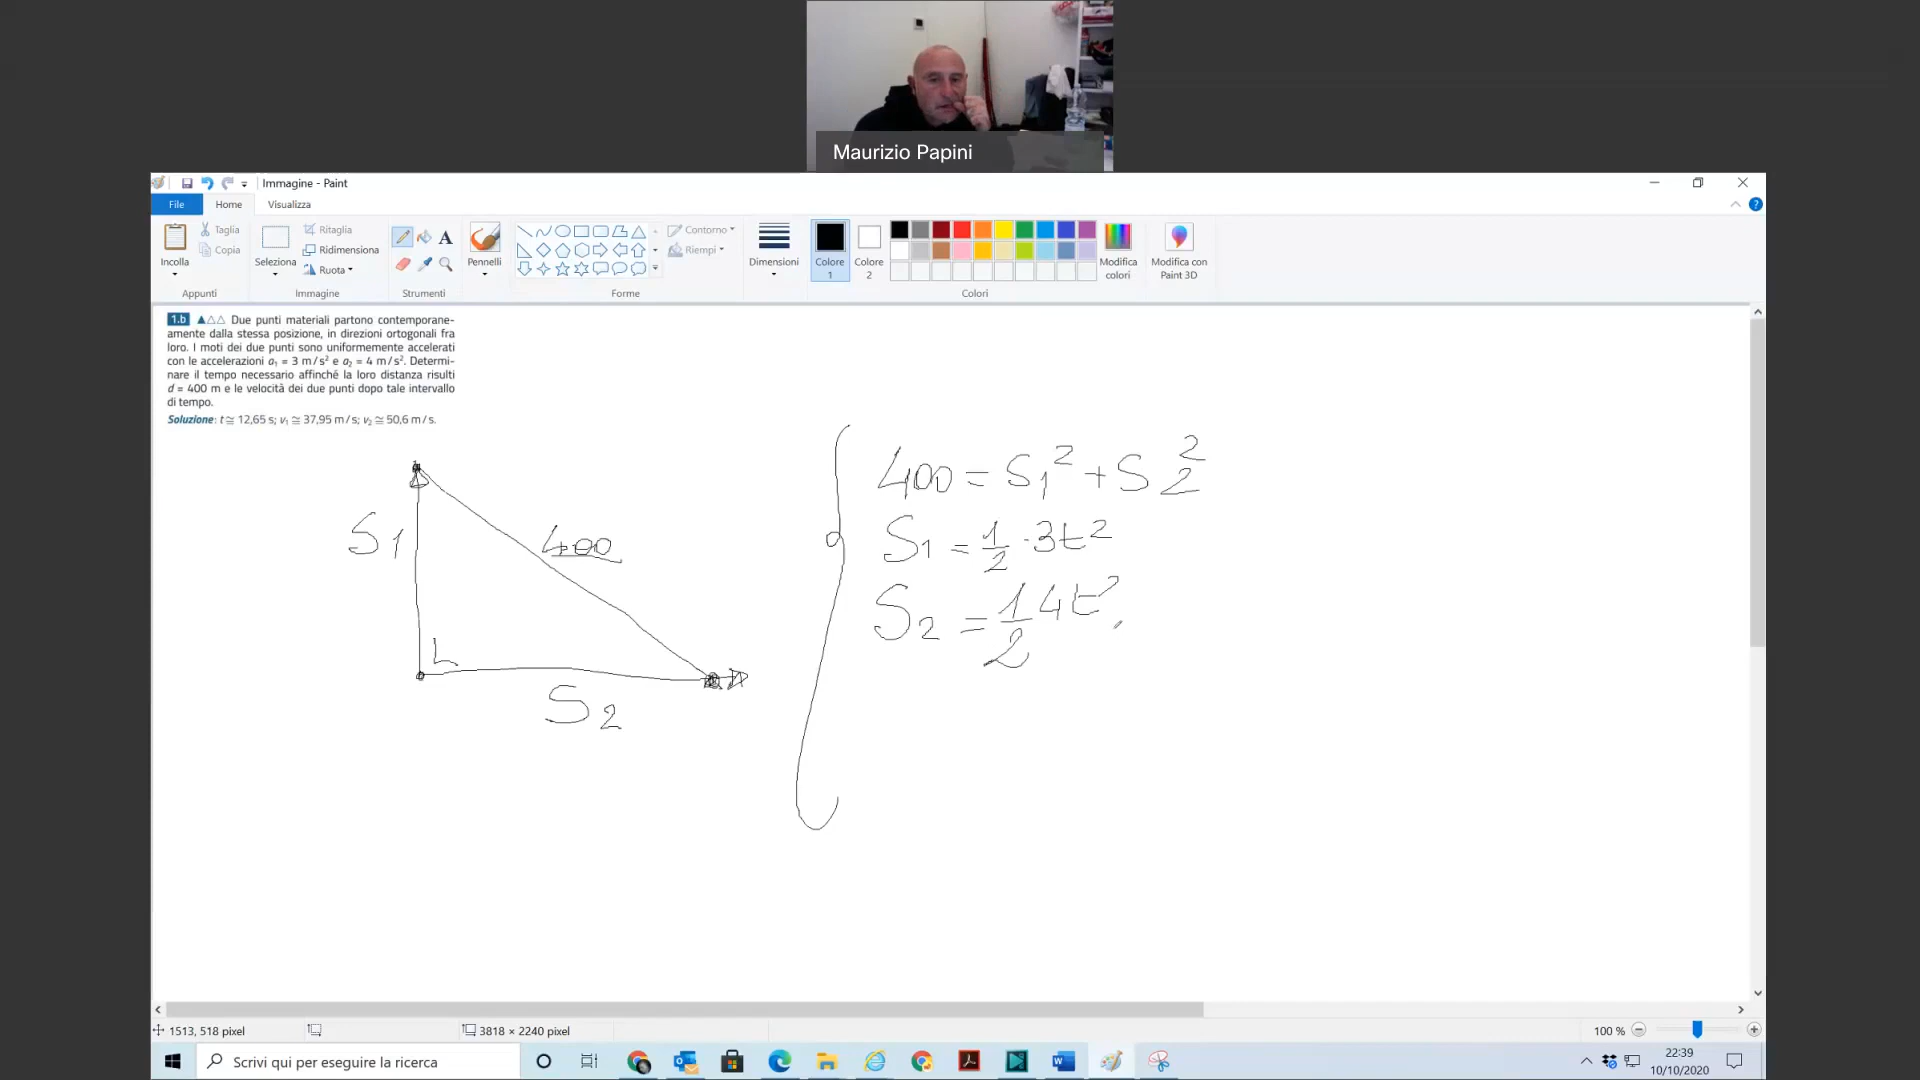 Maurizio Papini
Immagine - Paint
File Home Visualizza
Incolla
Taglia
Copia
Appunti
Seleziona
Ritaglia
Ridimensiona
Ruota
Immagine
Strumenti
Pennelli
Forme
Contorno
Riempi
Dimensioni
Colore 1
Colore 2
Modifica colori
Modifica con Paint 3D
Colori
1.b Due punti materiali partono contemporane-
amente dalla stessa posizione, in direzioni ortogonali fra
loro. I moti dei due punti sono uniformemente accelerati
con le accelerazioni a₁ = 3 m/s² e a₂ = 4 m/s². Determi-
nare il tempo necessario affinché la loro distanza risulti
d = 400 m e le velocità dei due punti dopo tale intervallo
di tempo.
Soluzione: t ≅ 12,65 s; v₁ ≅ 37,95 m/s; v₂ ≅ 50,6 m/s.
S1
400
S2
400 = S1² + S2²
S1 = 1/2 · 3t²
S2 = 1/2 4t²
1513, 518 pixel
3818 × 2240 pixel
100 %
Scrivi qui per eseguire la ricerca
22:39
10/10/2020